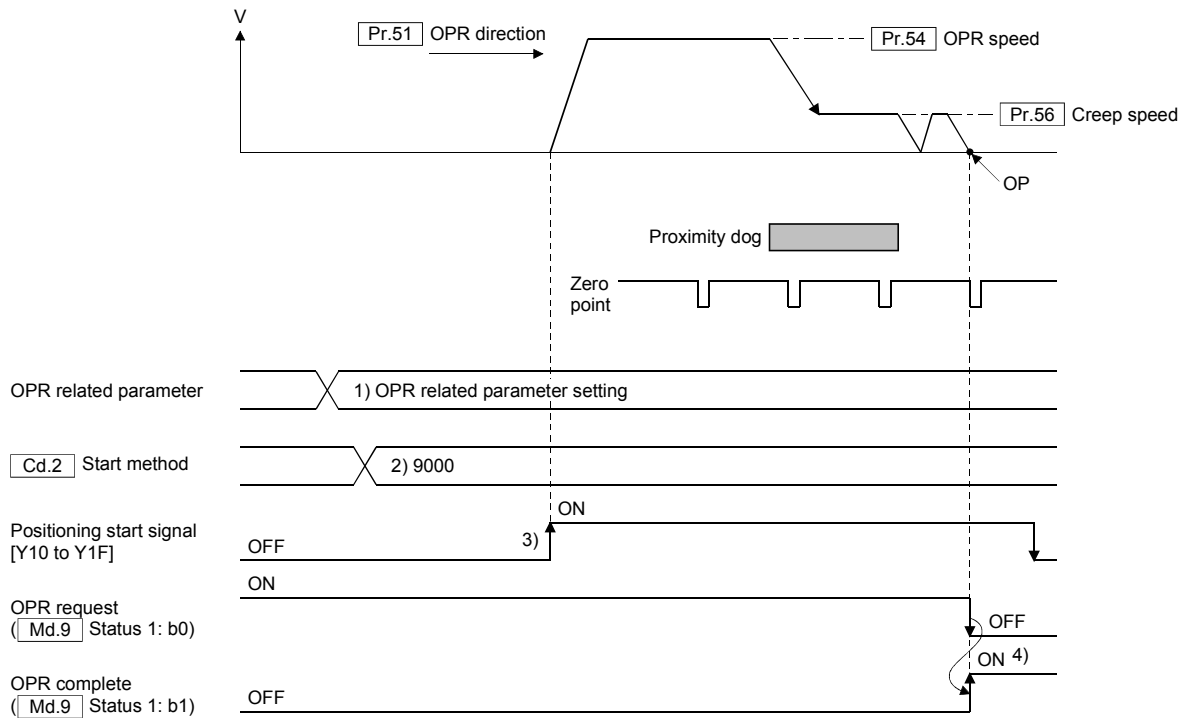 V
Pr.51 OPR direction
Pr.54 OPR speed
Pr.56 Creep speed
OP
Proximity dog
Zero
point
OPR related parameter
1) OPR related parameter setting
Cd.2 Start method
2) 9000
Positioning start signal
[Y10 to Y1F]
OFF
3)
ON
OPR request
( Md.9 Status 1: b0)
ON
OFF
OPR complete
( Md.9 Status 1: b1)
OFF
ON 4)